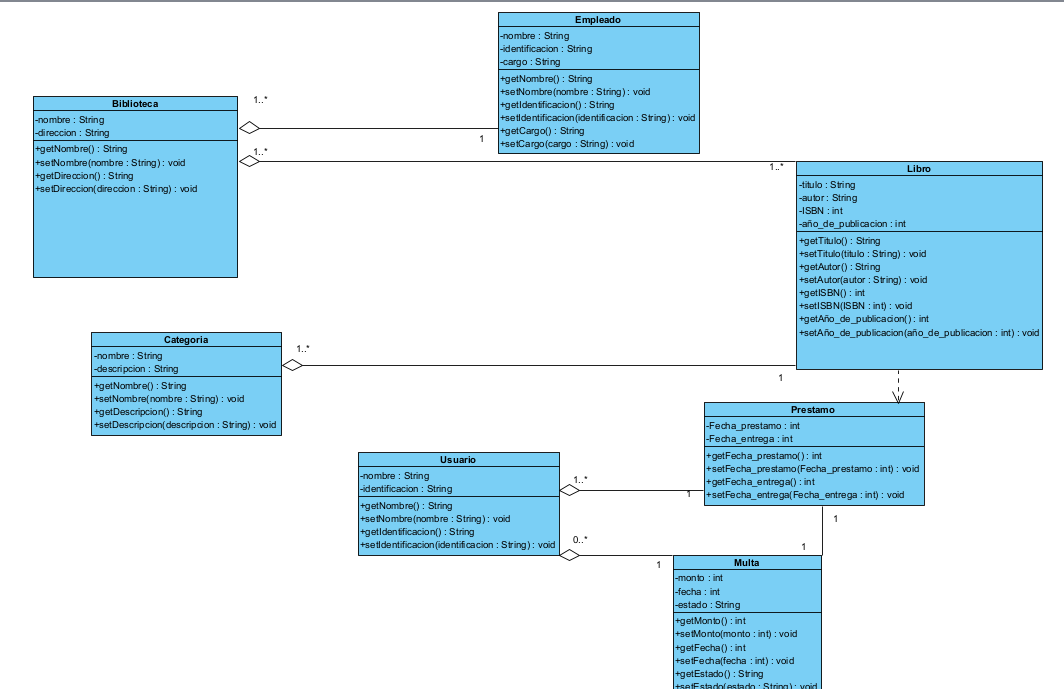 Empleado
-nombre : String
-identificacion : String
-cargo : String
+getNombre() : String
+setNombre(nombre : String) : void
+getIdentificacion() : String
+setIdentificacion(identificacion : String) : void
+getCargo() : String
+setCargo(cargo : String) : void
Biblioteca
-nombre : String
-direccion : String
+getNombre() : String
+setNombre(nombre : String) : void
+getDireccion() : String
+setDireccion(direccion : String) : void
1..*
1
1..*
1..*
Libro
-titulo : String
-autor : String
-ISBN : int
-año_de_publicacion : int
+getTitulo() : String
+setTitulo(titulo : String) : void
+getAutor() : String
+setAutor(autor : String) : void
+getISBN() : int
+setISBN(ISBN : int) : void
+getAño_de_publicacion() : int
+setAño_de_publicacion(año_de_publicacion : int) : void
Categoria
-nombre : String
-descripcion : String
+getNombre() : String
+setNombre(nombre : String) : void
+getDescripcion() : String
+setDescripcion(descripcion : String) : void
1..*
1
Prestamo
-Fecha_prestamo : int
-Fecha_entrega : int
+getFecha_prestamo() : int
+setFecha_prestamo(Fecha_prestamo : int) : void
+getFecha_entrega() : int
+setFecha_entrega(Fecha_entrega : int) : void
Usuario
-nombre : String
-identificacion : String
+getNombre() : String
+setNombre(nombre : String) : void
+getIdentificacion() : String
+setIdentificacion(identificacion : String) : void
1..*
1
0..*
1
1
1
Multa
-monto : int
-fecha : int
-estado : String
+getMonto() : int
+setMonto(monto : int) : void
+getFecha() : int
+setFecha(fecha : int) : void
+getEstado() : String
+setEstado(estado : String) : void